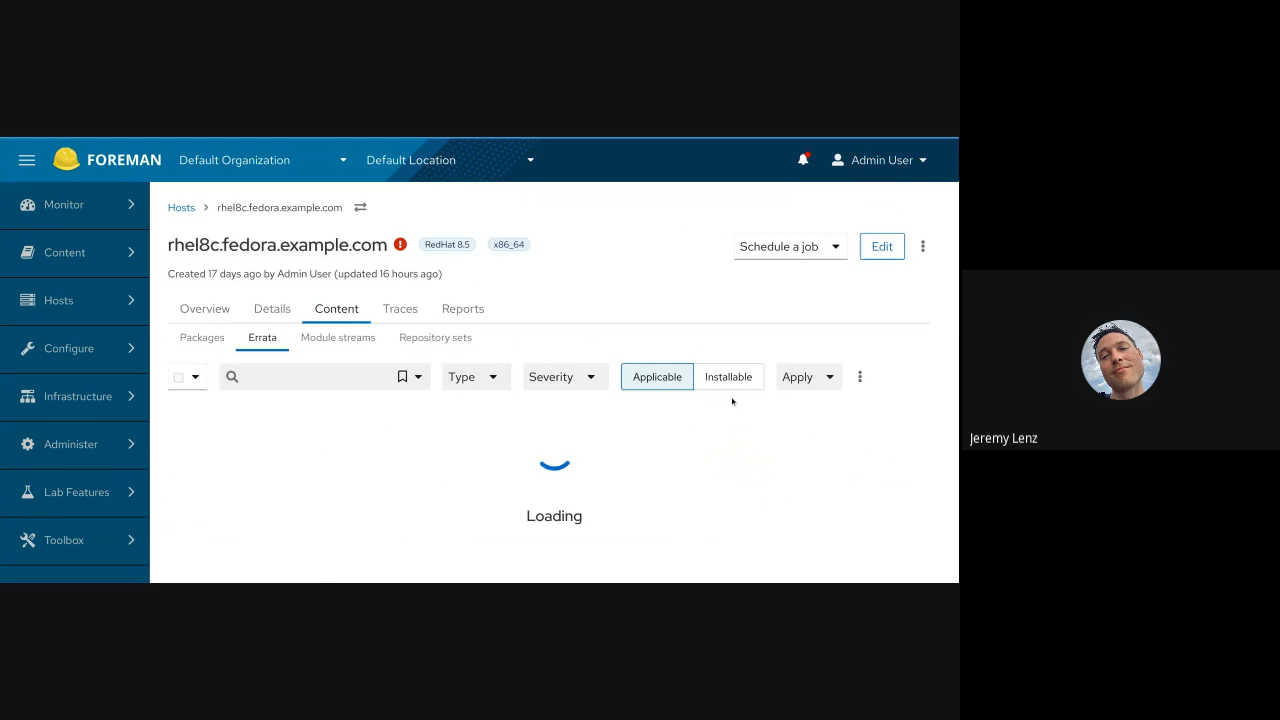 FOREMAN Default Organization Default Location Admin User
Monitor
Content
Hosts
Configure
Infrastructure
Administer
Lab Features
Toolbox
Hosts rhel8c.fedora.example.com
rhel8c.fedora.example.com RedHat 8.5 x86_64 Schedule a job Edit
Created 17 days ago by Admin User (updated 16 hours ago)
Overview Details Content Traces Reports
Packages Errata Module streams Repository sets
Type Severity Applicable Installable Apply
Loading
Jeremy Lenz